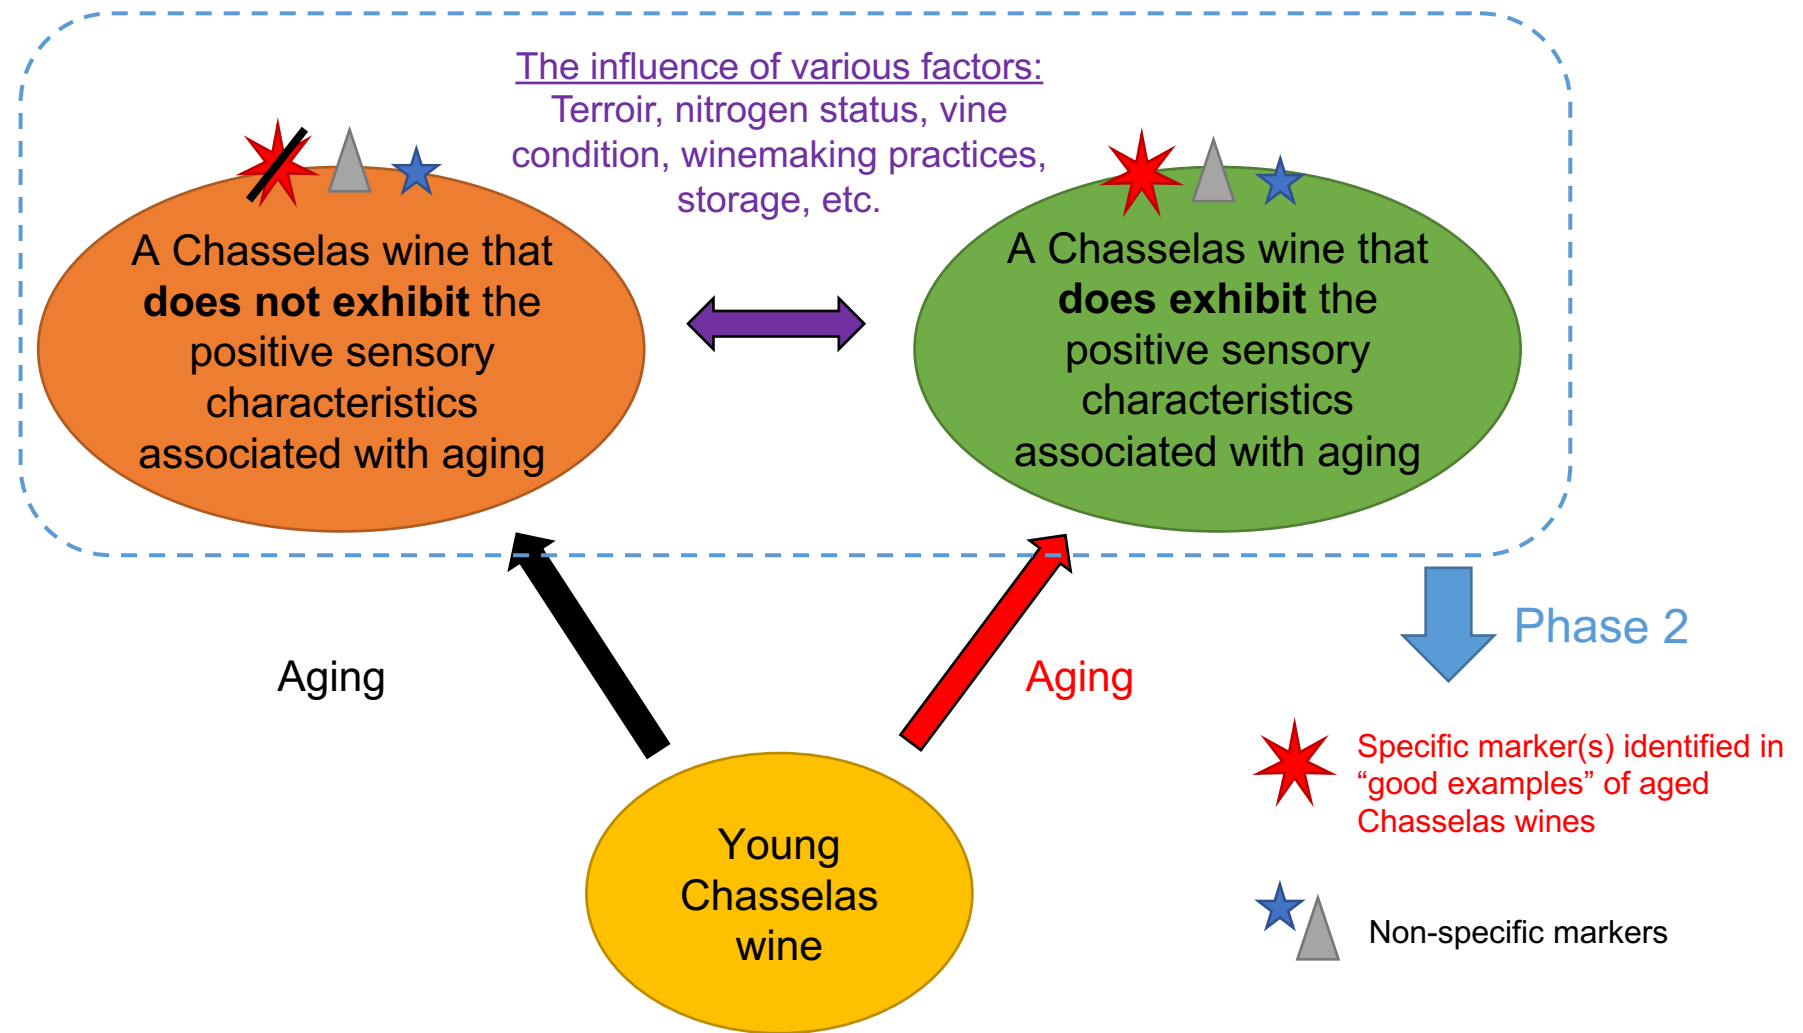 The influence of various factors:
Terroir, nitrogen status, vine
condition, winemaking practices,
storage, etc.
A Chasselas wine that
does not exhibit the
positive sensory
characteristics
associated with aging
A Chasselas wine that
does exhibit the
positive sensory
characteristics
associated with aging
Aging
Aging
Phase 2
Young
Chasselas
wine
Specific marker(s) identified in
“good examples” of aged
Chasselas wines
Non-specific markers